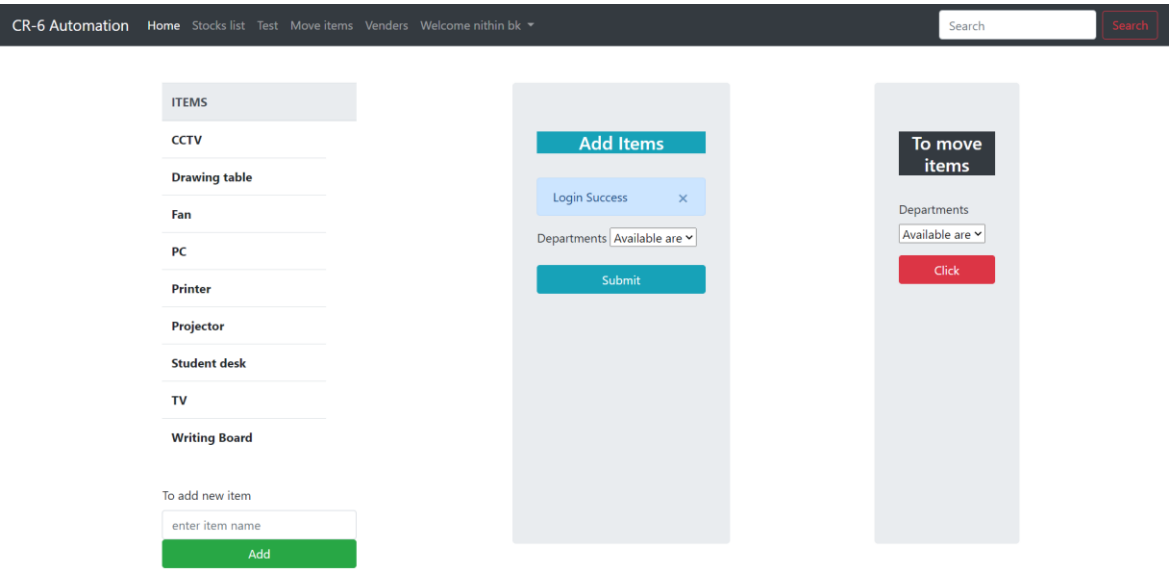 CR-6 Automation Home Stocks list Test Move items Venders Welcome nithin bk Search Search
ITEMS
CCTV
Drawing table
Fan
PC
Printer
Projector
Student desk
TV
Writing Board
To add new item
enter item name
Add
Add Items
Login Success ×
Departments Available are
Submit
To move
items
Departments
Available are
Click